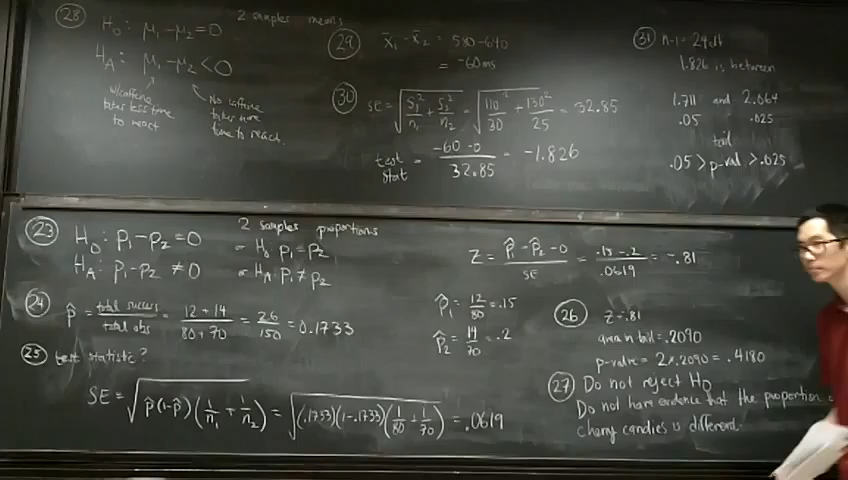 28
2 samples means
H₀: μ₁-μ₂=0
H_A: μ₁-μ₂<0
w/caffeine takes less time to react
No caffeine takes more time to react.
29 x̄₁-x̄₂ = 580-640
= -60ms
30 SE = √(S₁²/n₁ + S₂²/n₂) = √(110²/30 + 130²/25) = 32.85
test stat = (-60-0)/32.85 = -1.826
31 n-1=24df
1.826 is between
1.711 and 2.064
.05 .025
tail
.05 > p-val > .025
23 2 samples proportions
H₀: p₁-p₂=0 or H₀ p₁=p₂
H_A: p₁-p₂ ≠0 or H_A: p₁≠p₂
24 p̂ = total success/total obs = (12+14)/(80+70) = 26/150 = 0.1733
25 test statistic?
SE = √(p̂(1-p̂)(1/n₁ + 1/n₂)) = √((.1733)(1-.1733)(1/80 + 1/70)) = .0619
Z = (p̂₁-p̂₂-0)/SE = (.15-.2)/.0619 = -.81
p̂₁ = 12/80 = .15
p̂₂ = 14/70 = .2
26 Z=-.81
area in tail = .2090
p-value = 2×.2090 = .4180
27 Do not reject H₀
Do not have evidence that the proportion
cherry candies is different.